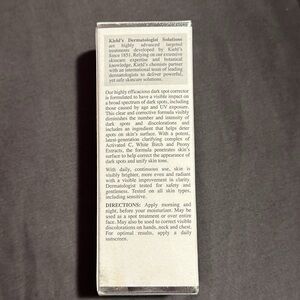 Kiehl's Dermatologist Solutions
are highly advanced targeted
treatments developed by Kiehl's
Since 1851. Relying on our extensive
skincare expertise and botanical
knowledge, Kiehl's chemists partner
with an international team of leading
dermatologists to deliver powerful,
yet safe skincare solutions.
Our highly efficacious dark spot corrector
is formulated to have a visible impact on
a broad spectrum of dark spots, including
those caused by age and UV exposure.
This clear and corrective formula visibly
diminishes the number and intensity of
dark spots and discolorations and
includes an ingredient that helps deter
spots on skin's surface. With a potent,
latest-generation clarifying complex of
Activated C, White Birch and Peony
Extracts, the formula penetrates skin's
surface to help correct the appearance of
dark spots and unify skin tone.
With daily, continuous use, skin is
visibly brighter, more even and radiant
with a visible improvement in clarity.
Dermatologist tested for safety and
gentleness. Tested on all skin types,
including sensitive.
DIRECTIONS: Apply morning and
night, before your moisturizer. May be
used as a spot treatment or over entire
face. May also be used to correct visible
discolorations on hands, neck and chest.
For optimal results, apply a daily
sunscreen.